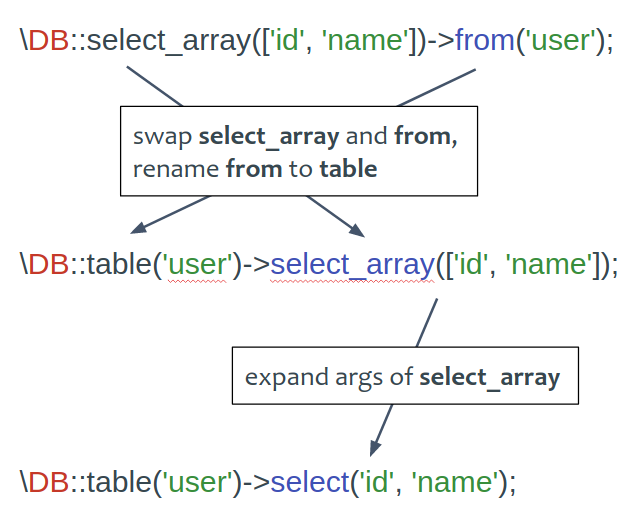 \DB::select_array(['id', 'name'])->from('user');
swap select_array and from,
rename from to table
\DB::table('user')->select_array(['id', 'name']);
expand args of select_array
\DB::table('user')->select('id', 'name');